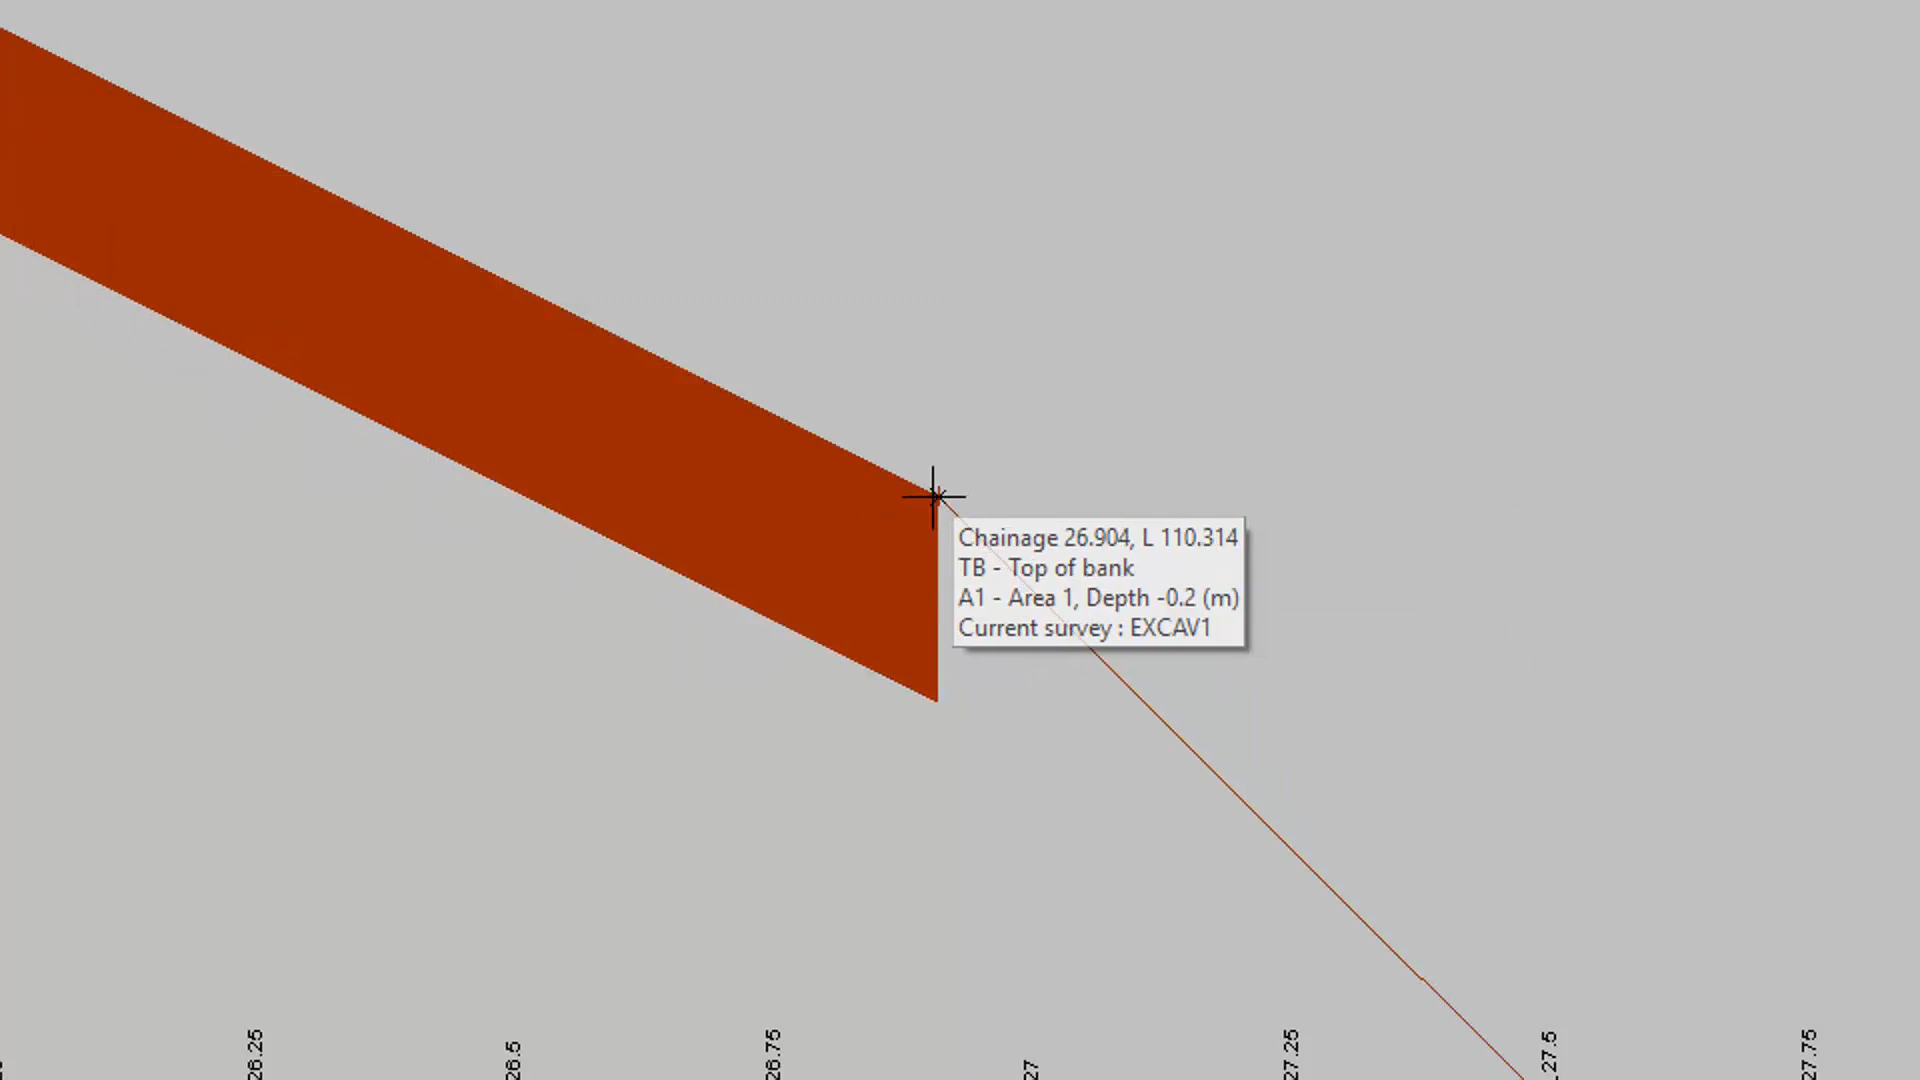 Chainage 26.904, L 110.314
TB - Top of bank
A1 - Area 1, Depth -0.2 (m)
Current survey : EXCAV1
26.25
26.5
26.75
27
27.25
27.5
27.75